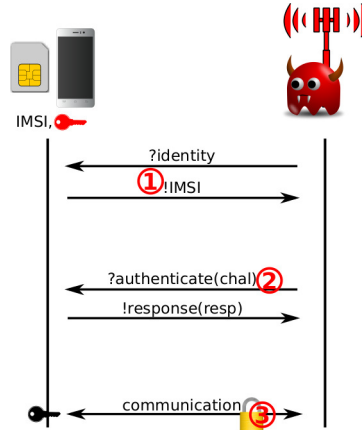 IMSI,
?identity
① !IMSI
?authenticate(chal) ②
!response(resp)
communication ③